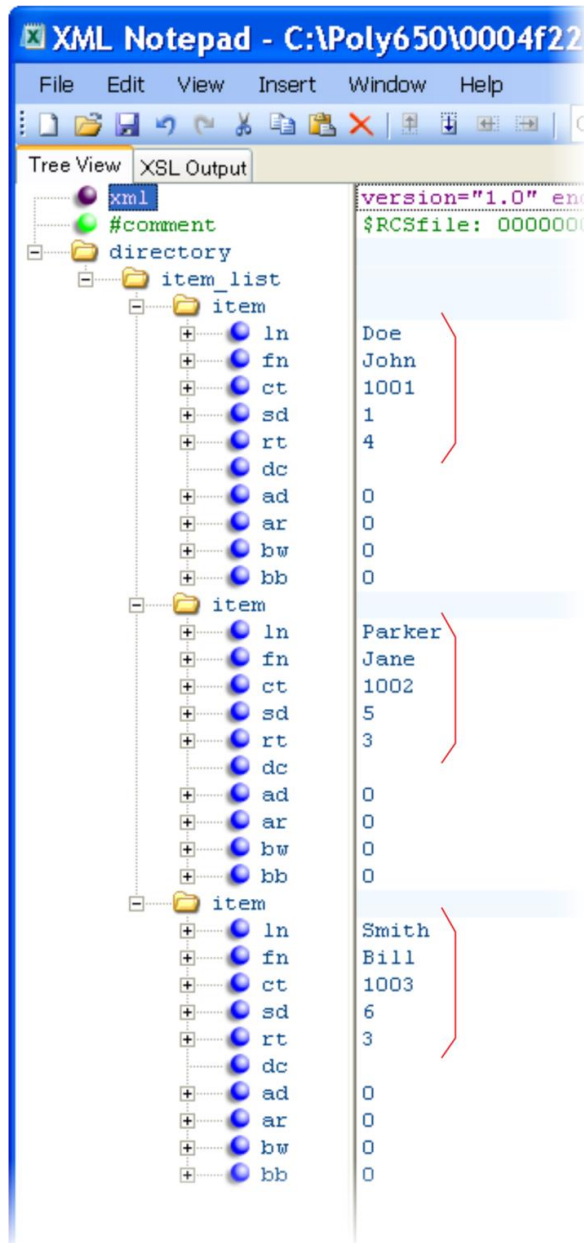 XML Notepad - C:\Poly650\0004f22
File Edit View Insert Window Help
Tree View XSL Output
xml version="1.0" enc
#comment $RCSfile: 000000
directory
item_list
item
ln Doe
fn John
ct 1001
sd 1
rt 4
dc
ad 0
ar 0
bw 0
bb 0
item
ln Parker
fn Jane
ct 1002
sd 5
rt 3
dc
ad 0
ar 0
bw 0
bb 0
item
ln Smith
fn Bill
ct 1003
sd 6
rt 3
dc
ad 0
ar 0
bw 0
bb 0